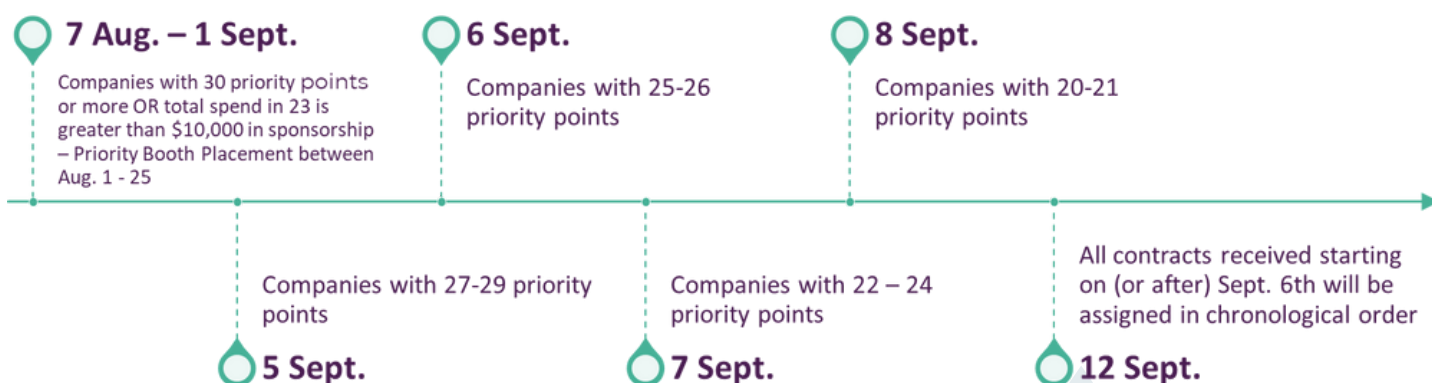 7 Aug. – 1 Sept.
Companies with 30 priority points
or more OR total spend in 23 is
greater than $10,000 in sponsorship
– Priority Booth Placement between
Aug. 1 - 25
6 Sept.
Companies with 25-26
priority points
8 Sept.
Companies with 20-21
priority points
Companies with 27-29 priority
points
5 Sept.
Companies with 22 – 24
priority points
7 Sept.
All contracts received starting
on (or after) Sept. 6th will be
assigned in chronological order
12 Sept.